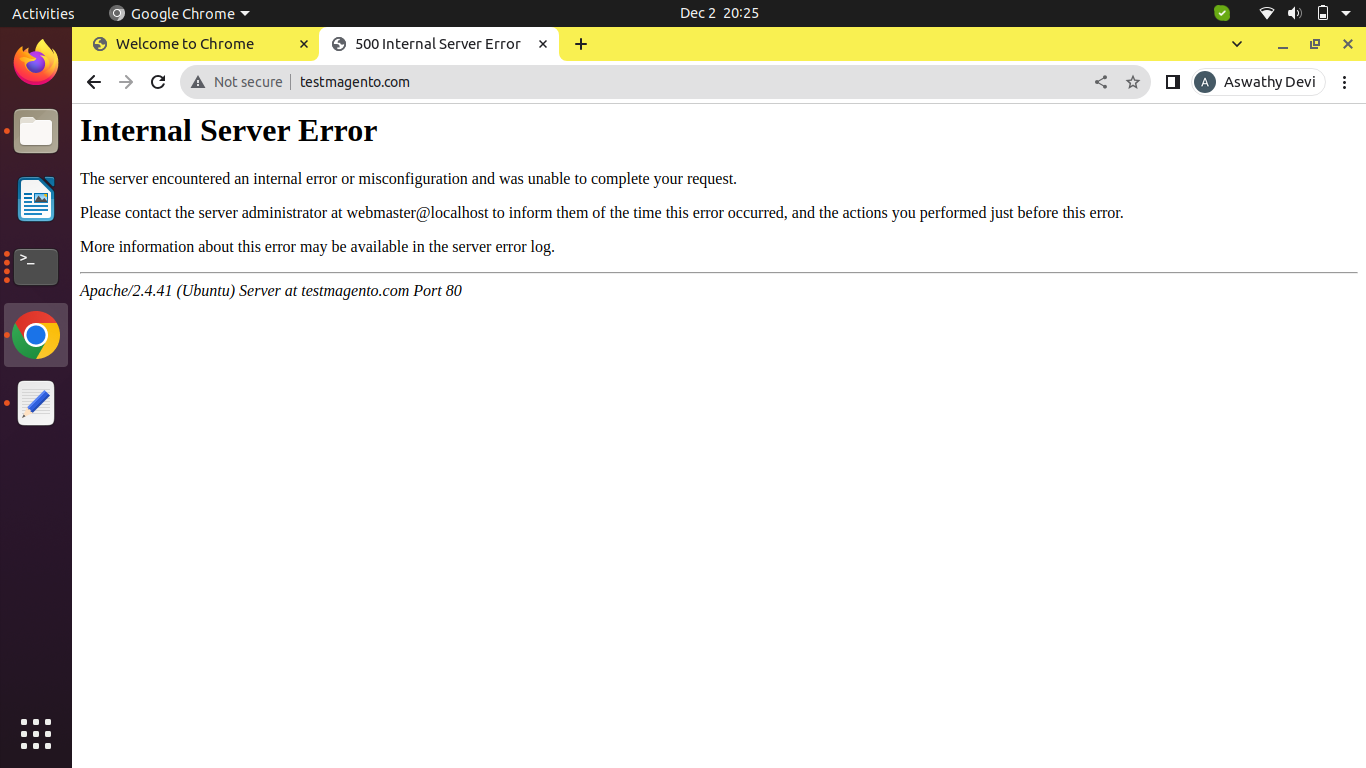 Activities
Google Chrome
Dec 2 20:25
Welcome to Chrome
500 Internal Server Error
Not secure
testmagento.com
A
Aswathy Devi
Internal Server Error
The server encountered an internal error or misconfiguration and was unable to complete your request.
Please contact the server administrator at webmaster@localhost to inform them of the time this error occurred, and the actions you performed just before this error.
More information about this error may be available in the server error log.
Apache/2.4.41 (Ubuntu) Server at testmagento.com Port 80
>_